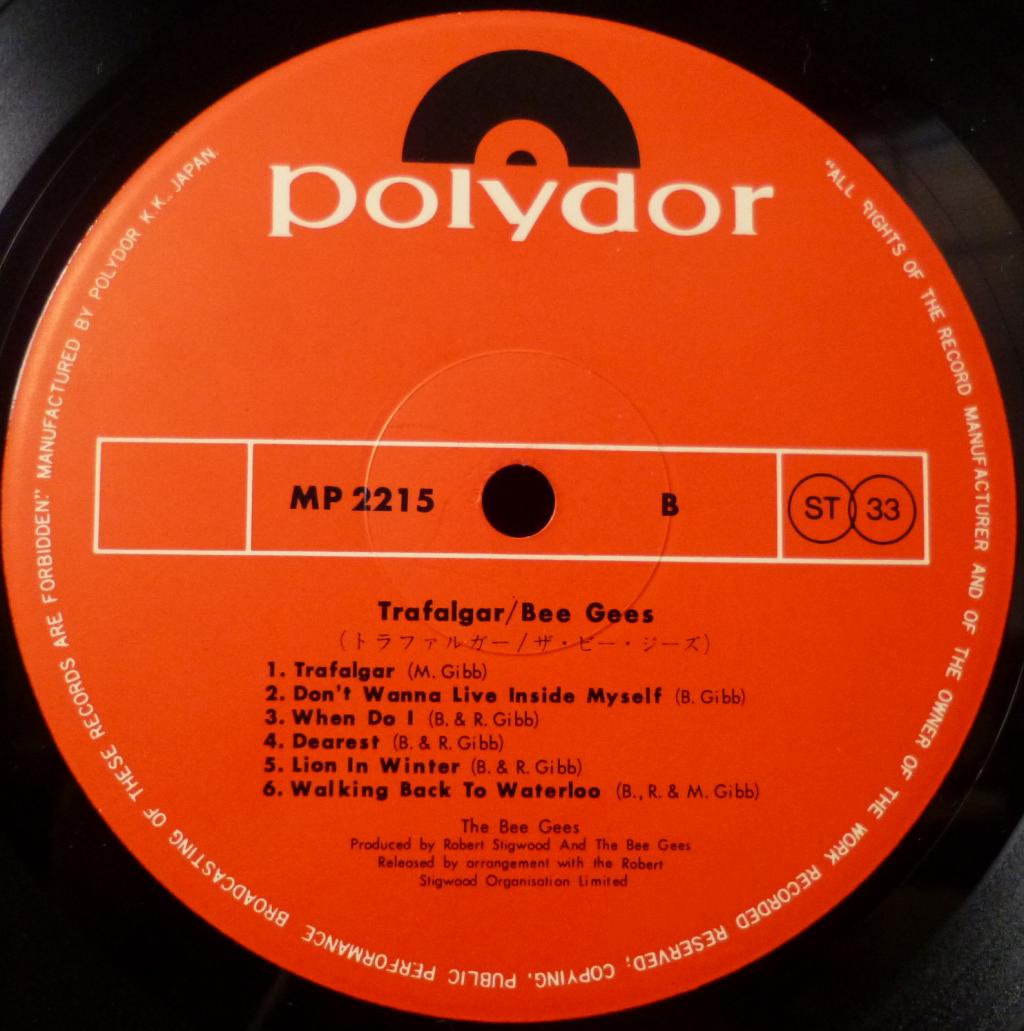 polydor
"ALL RIGHTS OF THE RECORD MANUFACTURER AND OF THE OWNER OF THE WORK RECORDED RESERVED; COPYING, PUBLIC PERFORMANCE BROADCASTING OF THESE RECORDS ARE FORBIDDEN." MANUFACTURED BY POLYDOR K.K., JAPAN.
MP 2215 B ST 33
Trafalgar/Bee Gees
(トラファルガー/ザ・ビー・ジーズ)
1. Trafalgar (M. Gibb)
2. Don't Wanna Live Inside Myself (B. Gibb)
3. When Do I (B. & R. Gibb)
4. Dearest (B. & R. Gibb)
5. Lion In Winter (B. & R. Gibb)
6. Walking Back To Waterloo (B., R. & M. Gibb)
The Bee Gees
Produced by Robert Stigwood And The Bee Gees
Released by arrangement with the Robert
Stigwood Organisation Limited